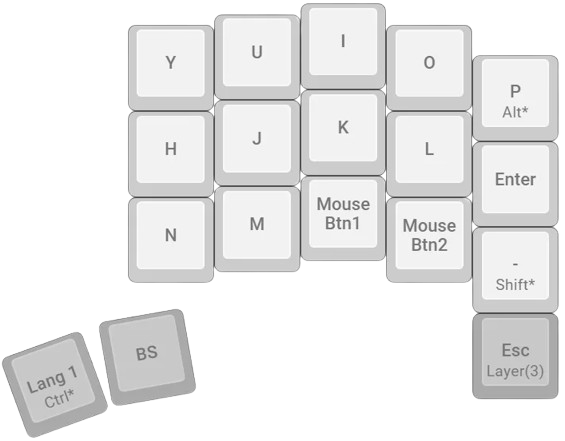 Y
U
I
O
P
Alt*
H
J
K
L
Enter
N
M
Mouse
Btn1
Mouse
Btn2
-
Shift*
Lang 1
Ctrl*
BS
Esc
Layer(3)